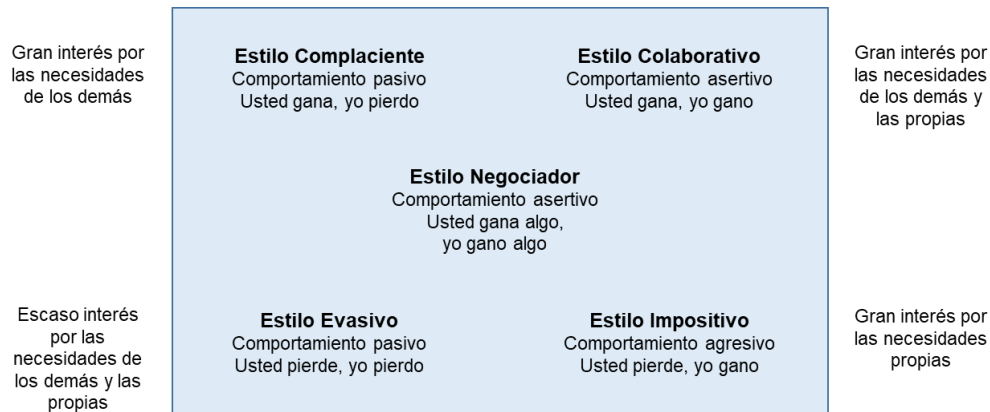 Gran interés por
las necesidades
de los demás
Estilo Complaciente
Comportamiento pasivo
Usted gana, yo pierdo
Estilo Colaborativo
Comportamiento asertivo
Usted gana, yo gano
Gran interés por
las necesidades
de los demás y
las propias
Estilo Negociador
Comportamiento asertivo
Usted gana algo,
yo gano algo
Escaso interés
por las
necesidades de
los demás y las
propias
Estilo Evasivo
Comportamiento pasivo
Usted pierde, yo pierdo
Estilo Impositivo
Comportamiento agresivo
Usted pierde, yo gano
Gran interés por
las necesidades
propias